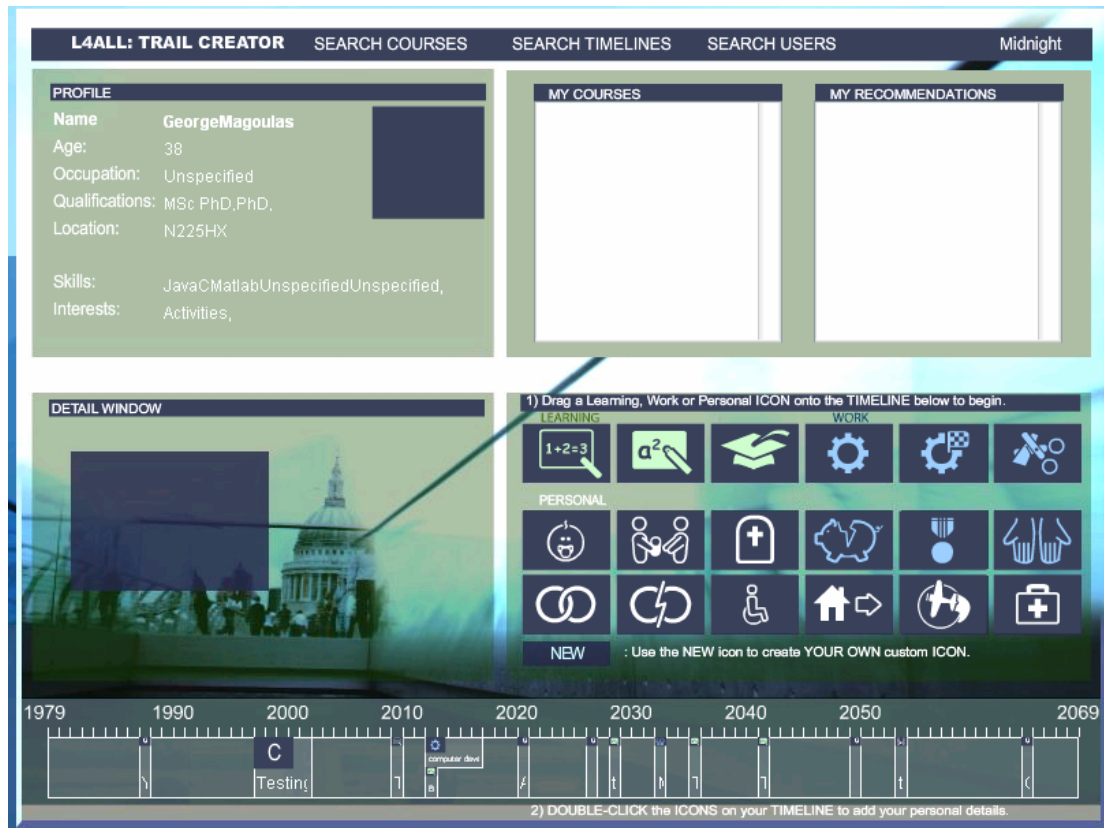 L4ALL: TRAIL CREATOR SEARCH COURSES SEARCH TIMELINES SEARCH USERS Midnight
PROFILE
Name GeorgeMagoulas
Age: 38
Occupation: Unspecified
Qualifications: MSc PhD,PhD,
Location: N225HX
Skills: JavaCMatlabUnspecifiedUnspecified,
Interests: Activities,
MY COURSES
MY RECOMMENDATIONS
DETAIL WINDOW
1) Drag a Learning, Work or Personal ICON onto the TIMELINE below to begin.
LEARNING WORK
1+2=3 a²
PERSONAL
NEW : Use the NEW icon to create YOUR OWN custom ICON.
1979 1990 2000 2010 2020 2030 2040 2050 2069
C
computer devel
Testing
2) DOUBLE-CLICK the ICONS on your TIMELINE to add your personal details.